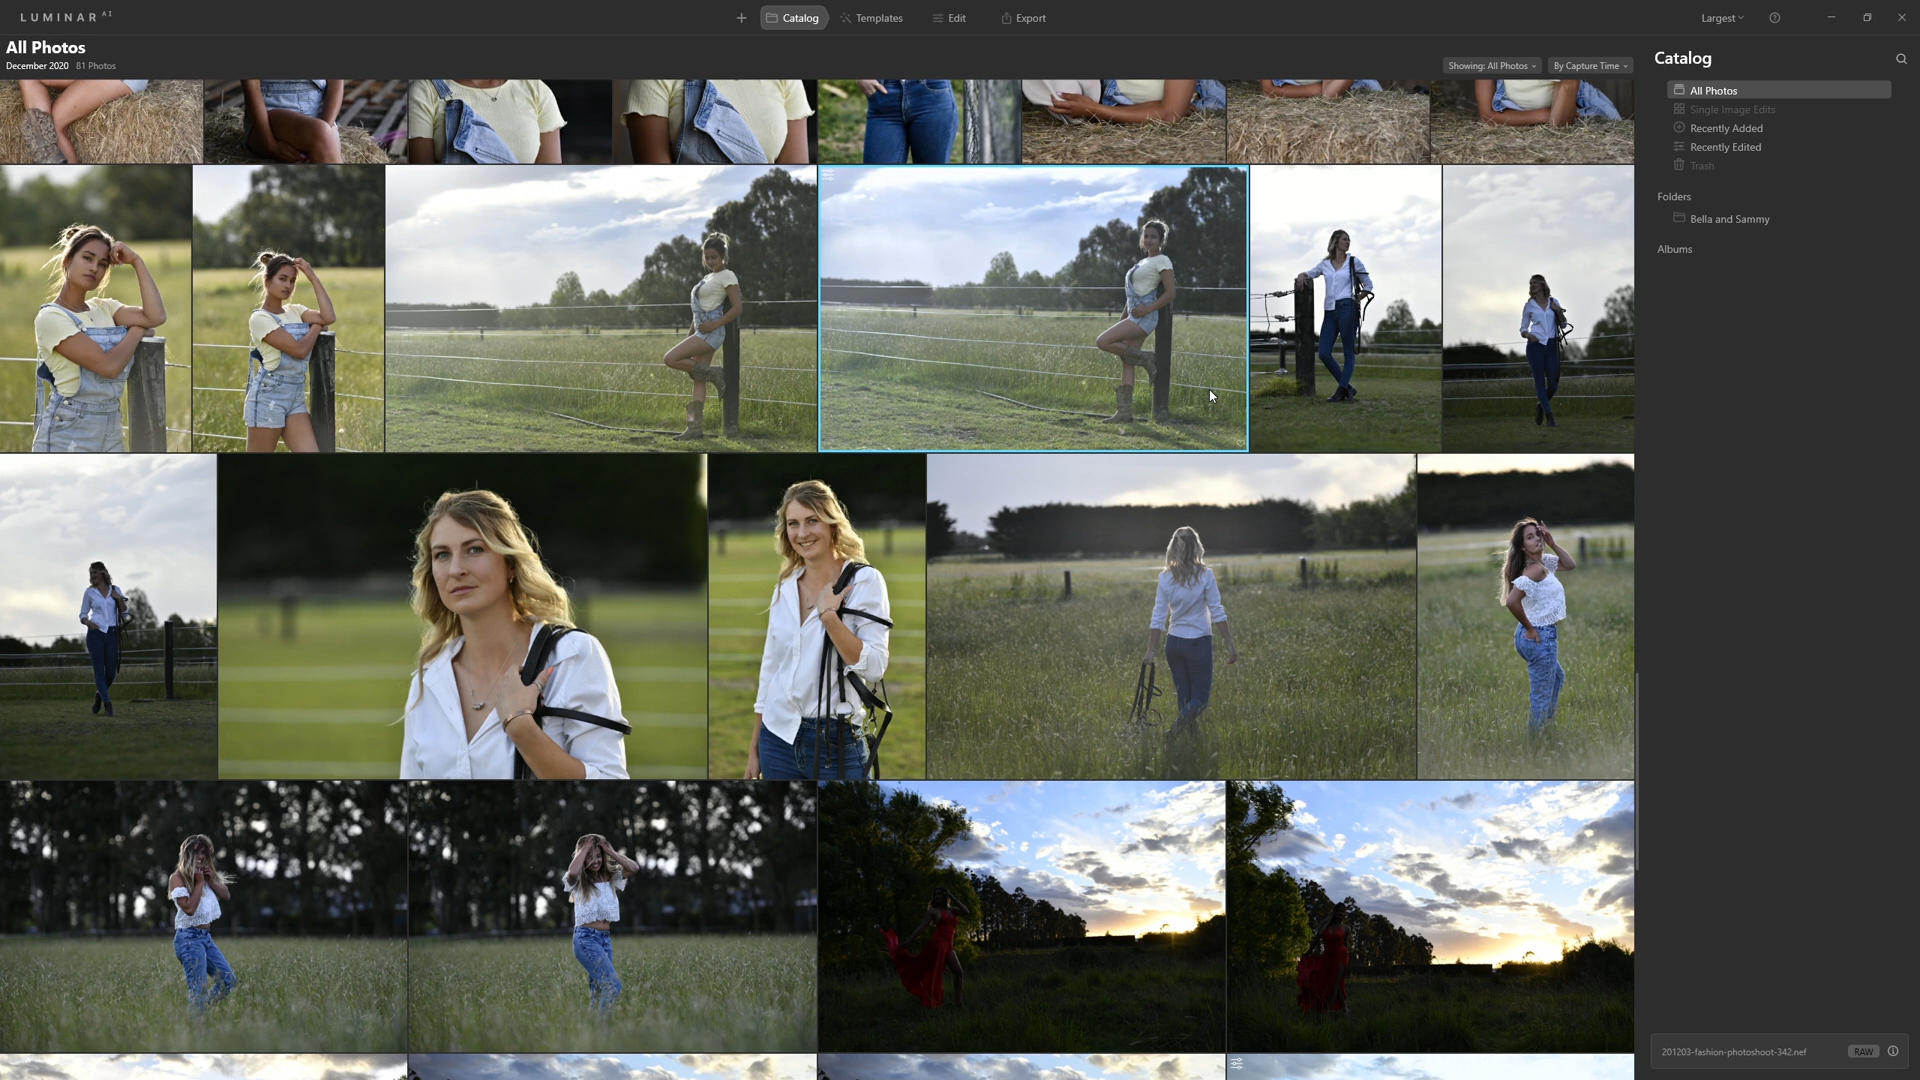 LUMINAR AI
Catalog
Templates
Edit
Export
Largest
All Photos
December 2020 81 Photos
Showing: All Photos
By Capture Time
Catalog
All Photos
Single Image Edits
Recently Added
Recently Edited
Trash
Folders
Bella and Sammy
Albums
201203-fashion-photoshoot-342.nef
RAW